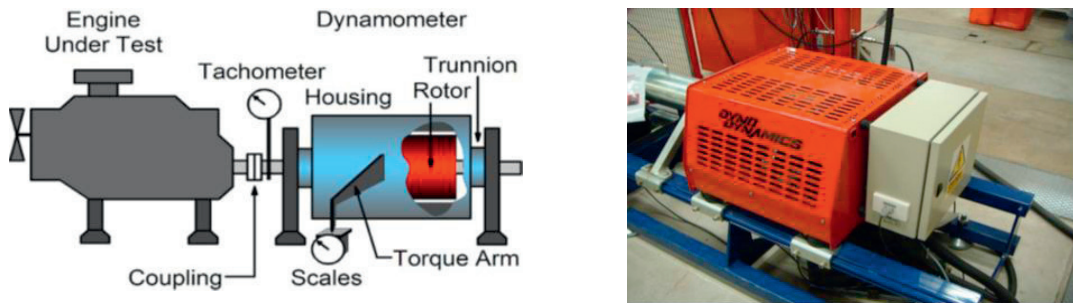 Engine
Under Test
Dynamometer
Tachometer
Trunnion
Housing
Rotor
Coupling
Scales
Torque Arm
DYNO
DYNAMICS